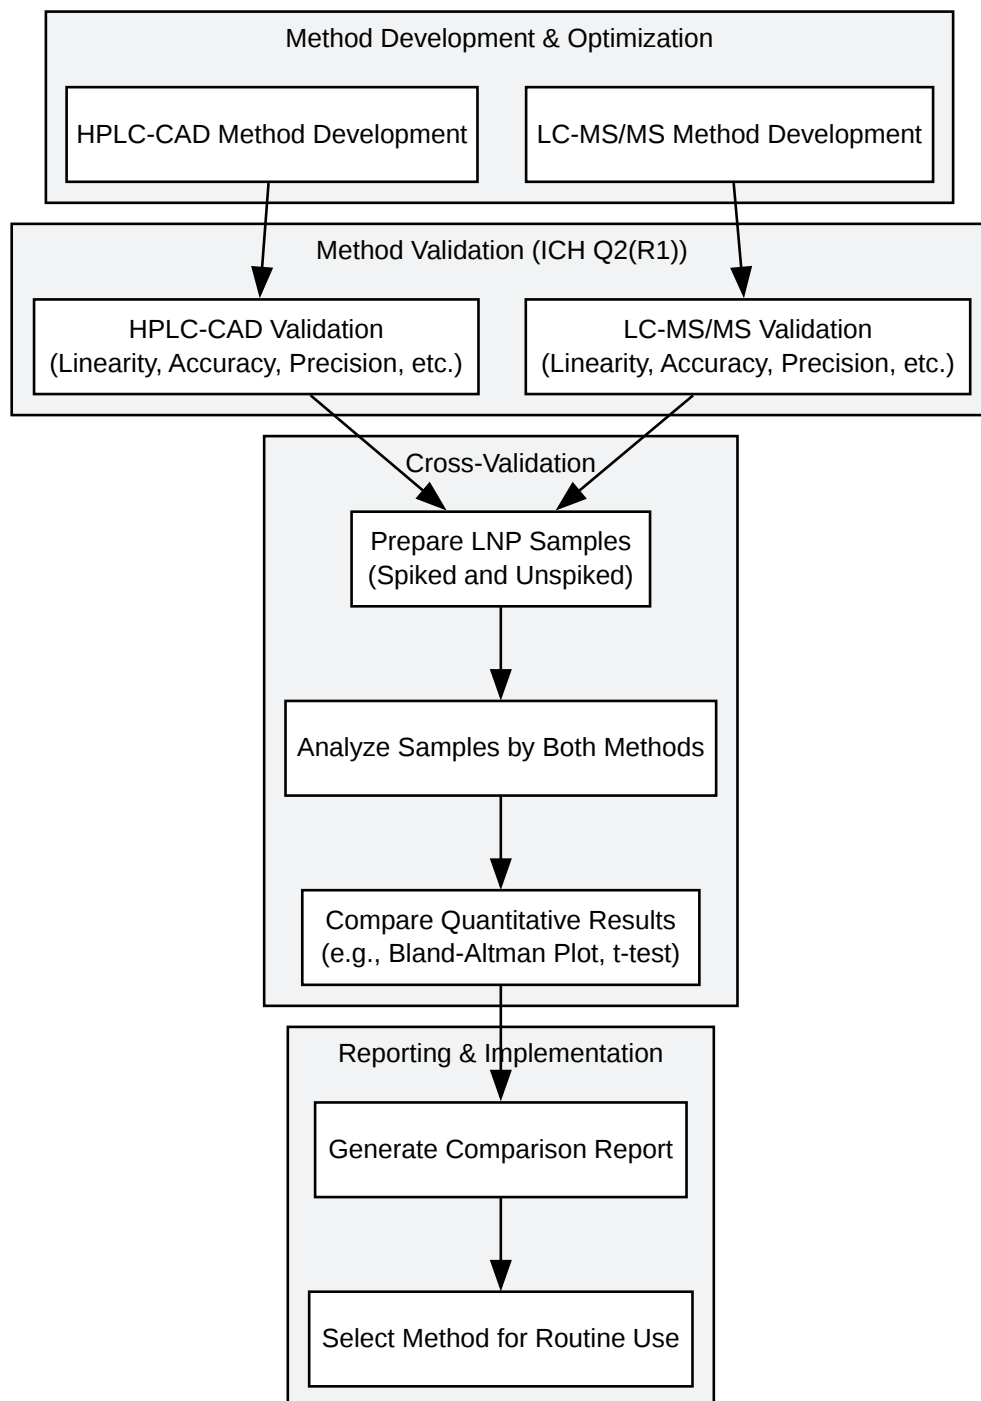 Method Development & Optimization
HPLC-CAD Method Development
LC-MS/MS Method Development
Method Validation (ICH Q2(R1))
HPLC-CAD Validation
(Linearity, Accuracy, Precision, etc.)
LC-MS/MS Validation
(Linearity, Accuracy, Precision, etc.)
Cross-Validation
Prepare LNP Samples
(Spiked and Unspiked)
Analyze Samples by Both Methods
Compare Quantitative Results
(e.g., Bland-Altman Plot, t-test)
Reporting & Implementation
Generate Comparison Report
Select Method for Routine Use